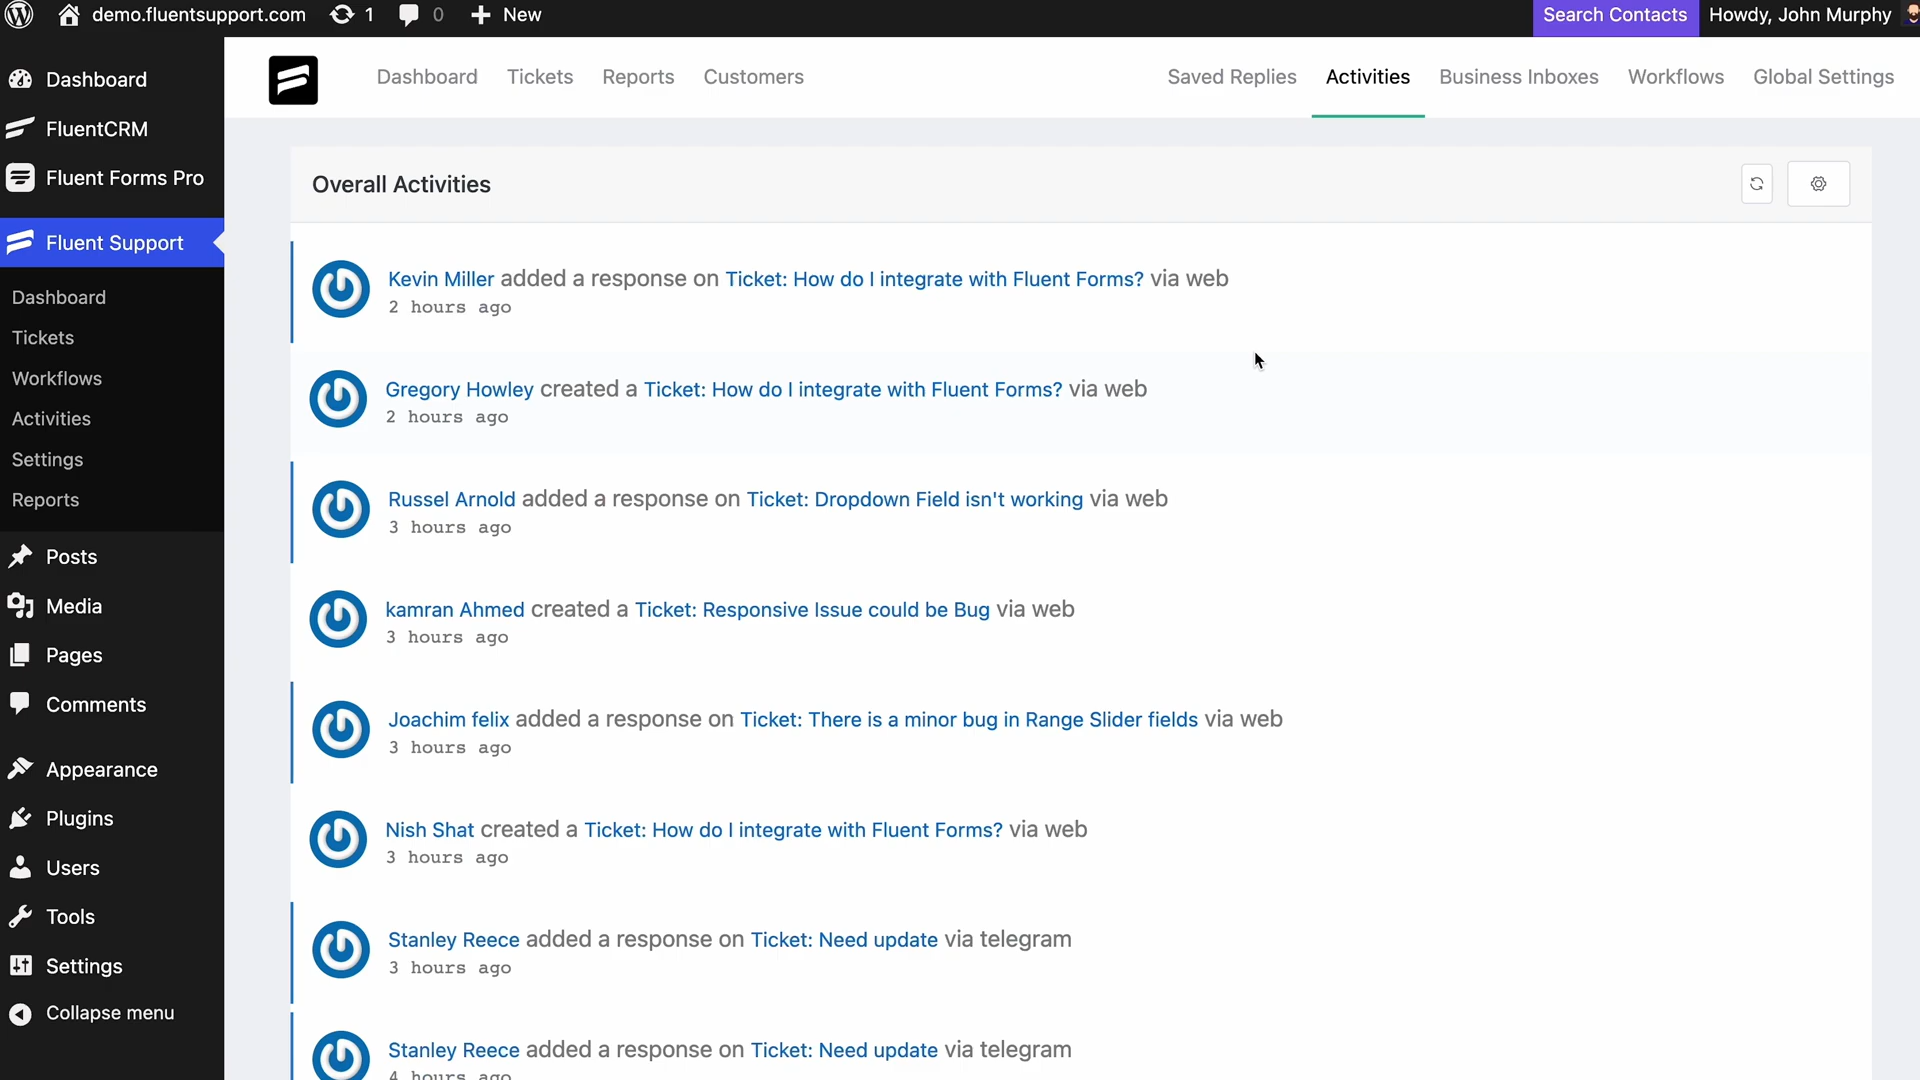 demo.fluentsupport.com 1 0 New Search Contacts Howdy, John Murphy
Dashboard
FluentCRM
Fluent Forms Pro
Fluent Support
Dashboard
Tickets
Workflows
Activities
Settings
Reports
Posts
Media
Pages
Comments
Appearance
Plugins
Users
Tools
Settings
Collapse menu
Dashboard Tickets Reports Customers Saved Replies Activities Business Inboxes Workflows Global Settings
Overall Activities
Kevin Miller added a response on Ticket: How do I integrate with Fluent Forms? via web
2 hours ago
Gregory Howley created a Ticket: How do I integrate with Fluent Forms? via web
2 hours ago
Russel Arnold added a response on Ticket: Dropdown Field isn't working via web
3 hours ago
kamran Ahmed created a Ticket: Responsive Issue could be Bug via web
3 hours ago
Joachim felix added a response on Ticket: There is a minor bug in Range Slider fields via web
3 hours ago
Nish Shat created a Ticket: How do I integrate with Fluent Forms? via web
3 hours ago
Stanley Reece added a response on Ticket: Need update via telegram
3 hours ago
Stanley Reece added a response on Ticket: Need update via telegram
4 hours ago